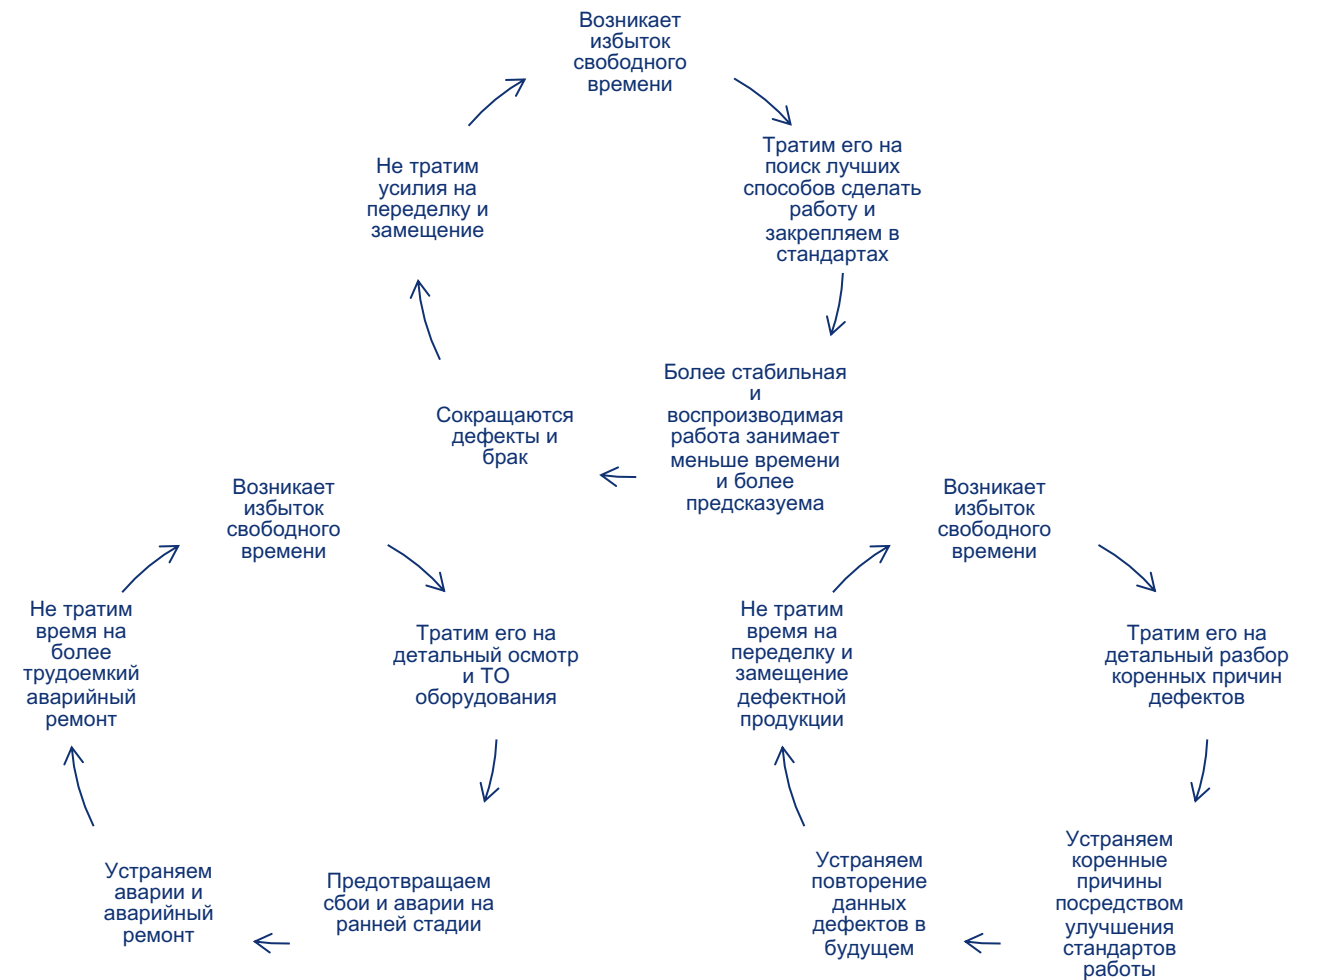 Возникает
избыток
свободного
времени
Тратим его на
поиск лучших
способов сделать
работу и
закрепляем в
стандартах
Более стабильная
и
воспроизводимая
работа занимает
меньше времени
и более
предсказуема
Сокращаются
дефекты и
брак
Не тратим
усилия на
переделку и
замещение
Возникает
избыток
свободного
времени
Тратим его на
детальный осмотр
и ТО
оборудования
Предотвращаем
сбои и аварии на
ранней стадии
Устраняем
аварии и
аварийный
ремонт
Не тратим
время на
более
трудоемкий
аварийный
ремонт
Возникает
избыток
свободного
времени
Тратим его на
детальный разбор
коренных причин
дефектов
Устраняем
коренные
причины
посредством
улучшения
стандартов
работы
Устраняем
повторение
данных
дефектов в
будущем
Не тратим
время на
переделку и
замещение
дефектной
продукции